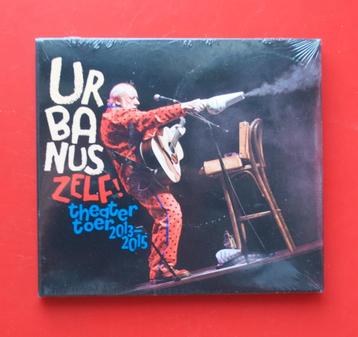 UR
BA
NUS
ZELF!
theater
toer 2013-
2015